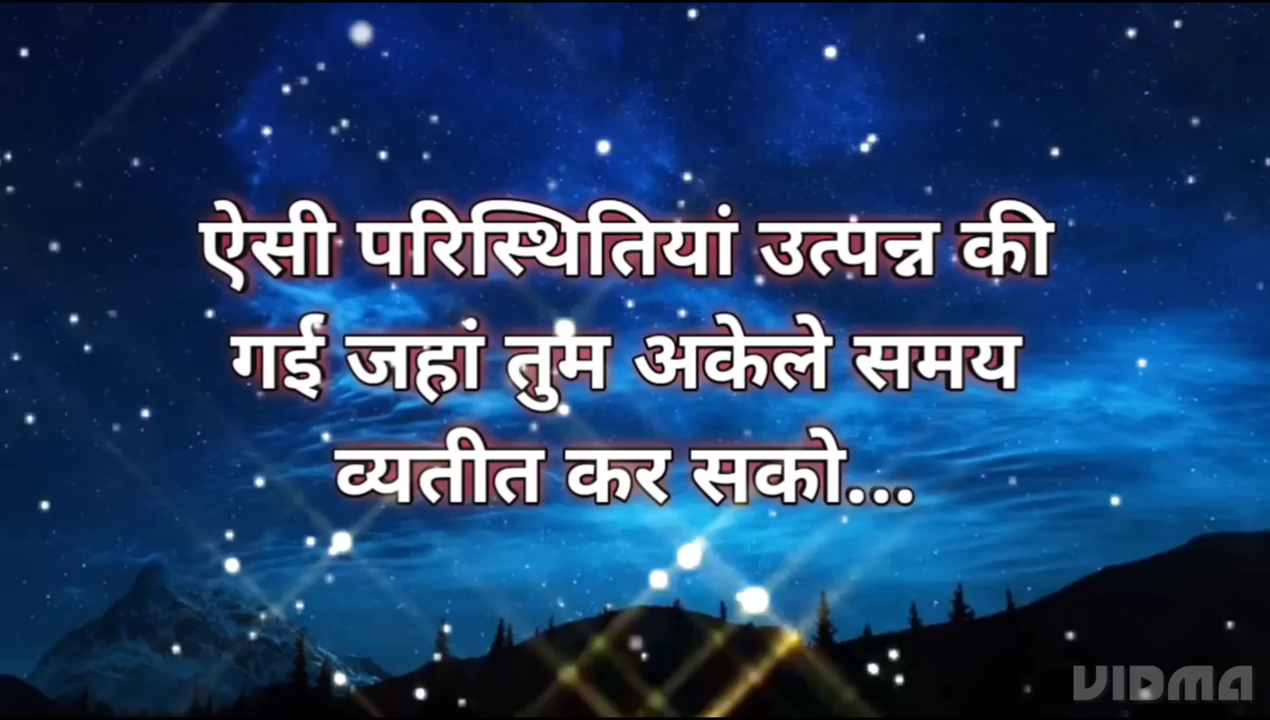 ऐसी परिस्थितियां उत्पन्न की
गईं जहां तुम अकेले समय
व्यतीत कर सको...
VIDMA